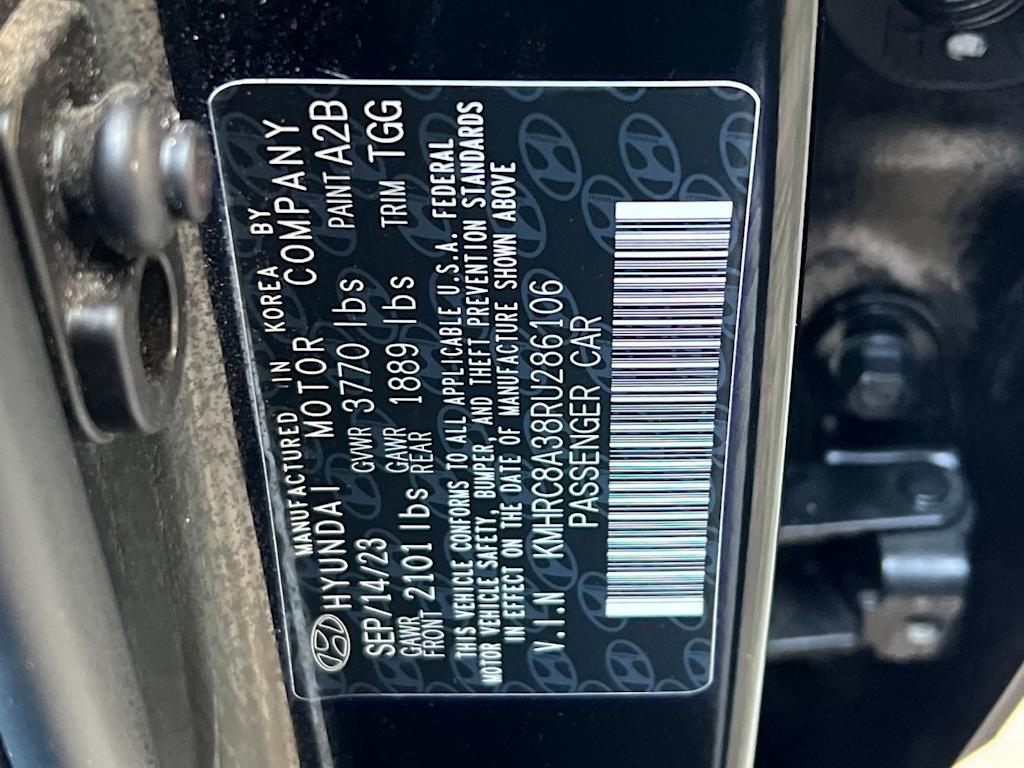 MANUFACTURED IN KOREA BY
HYUNDAI MOTOR COMPANY
SEP/14/23 GVWR 3770 lbs PAINT A2B
GAWR FRONT 2101 lbs GAWR REAR 1889 lbs TRIM TGG
THIS VEHICLE CONFORMS TO ALL APPLICABLE U.S.A. FEDERAL
MOTOR VEHICLE SAFETY, BUMPER, AND THEFT PREVENTION STANDARDS
IN EFFECT ON THE DATE OF MANUFACTURE SHOWN ABOVE
V.I.N KMHRC8A38RU286106
PASSENGER CAR